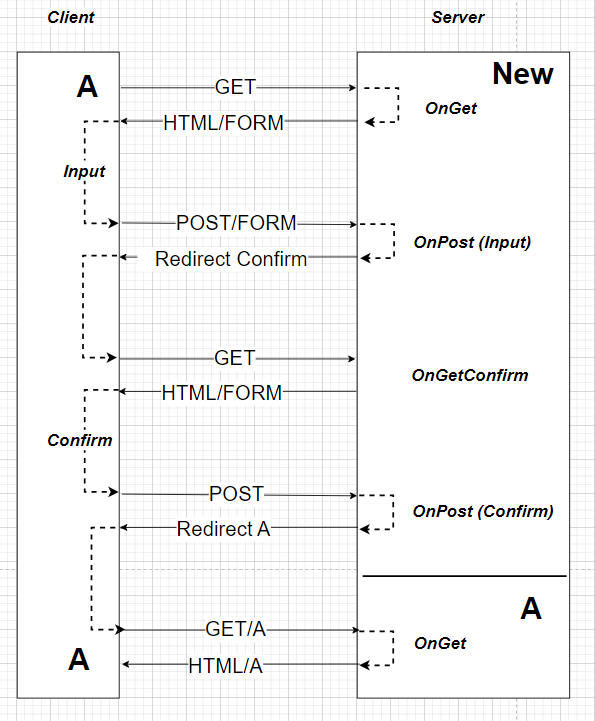 Client
Server
A
GET
New
OnGet
HTML/FORM
Input
POST/FORM
OnPost (Input)
Redirect Confirm
GET
OnGetConfirm
HTML/FORM
Confirm
POST
OnPost (Confirm)
Redirect A
A
GET/A
OnGet
A
HTML/A